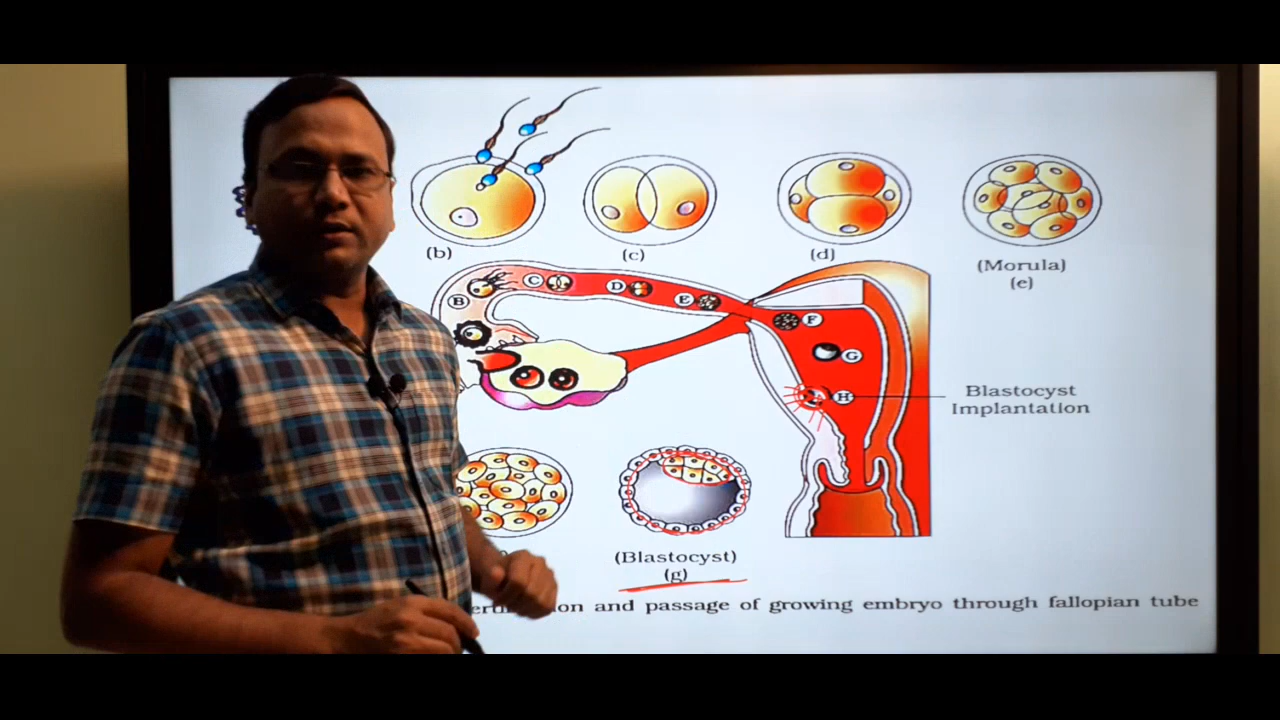 (b)
(c)
(d)
(Morula)
(e)
B
C
D
E
F
G
H
Blastocyst
Implantation
(Blastocyst)
(g)
and passage of growing embryo through fallopian tube